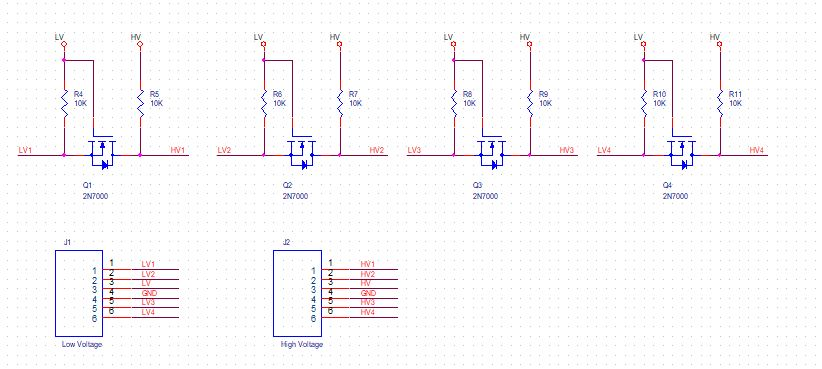 LV HV LV HV LV HV LV HV
R4 R5 R6 R7 R8 R9 R10 R11
10K 10K 10K 10K 10K 10K 10K 10K
LV1 HV1 LV2 HV2 LV3 HV3 LV4 HV4
Q1 Q2 Q3 Q4
2N7000 2N7000 2N7000 2N7000
J1 J2
1 1 LV1 1 1 HV1
2 2 LV2 2 2 HV2
3 3 LV 3 3 HV
4 4 GND 4 4 GND
5 5 LV3 5 5 HV3
6 6 LV4 6 6 HV4
Low Voltage High Voltage